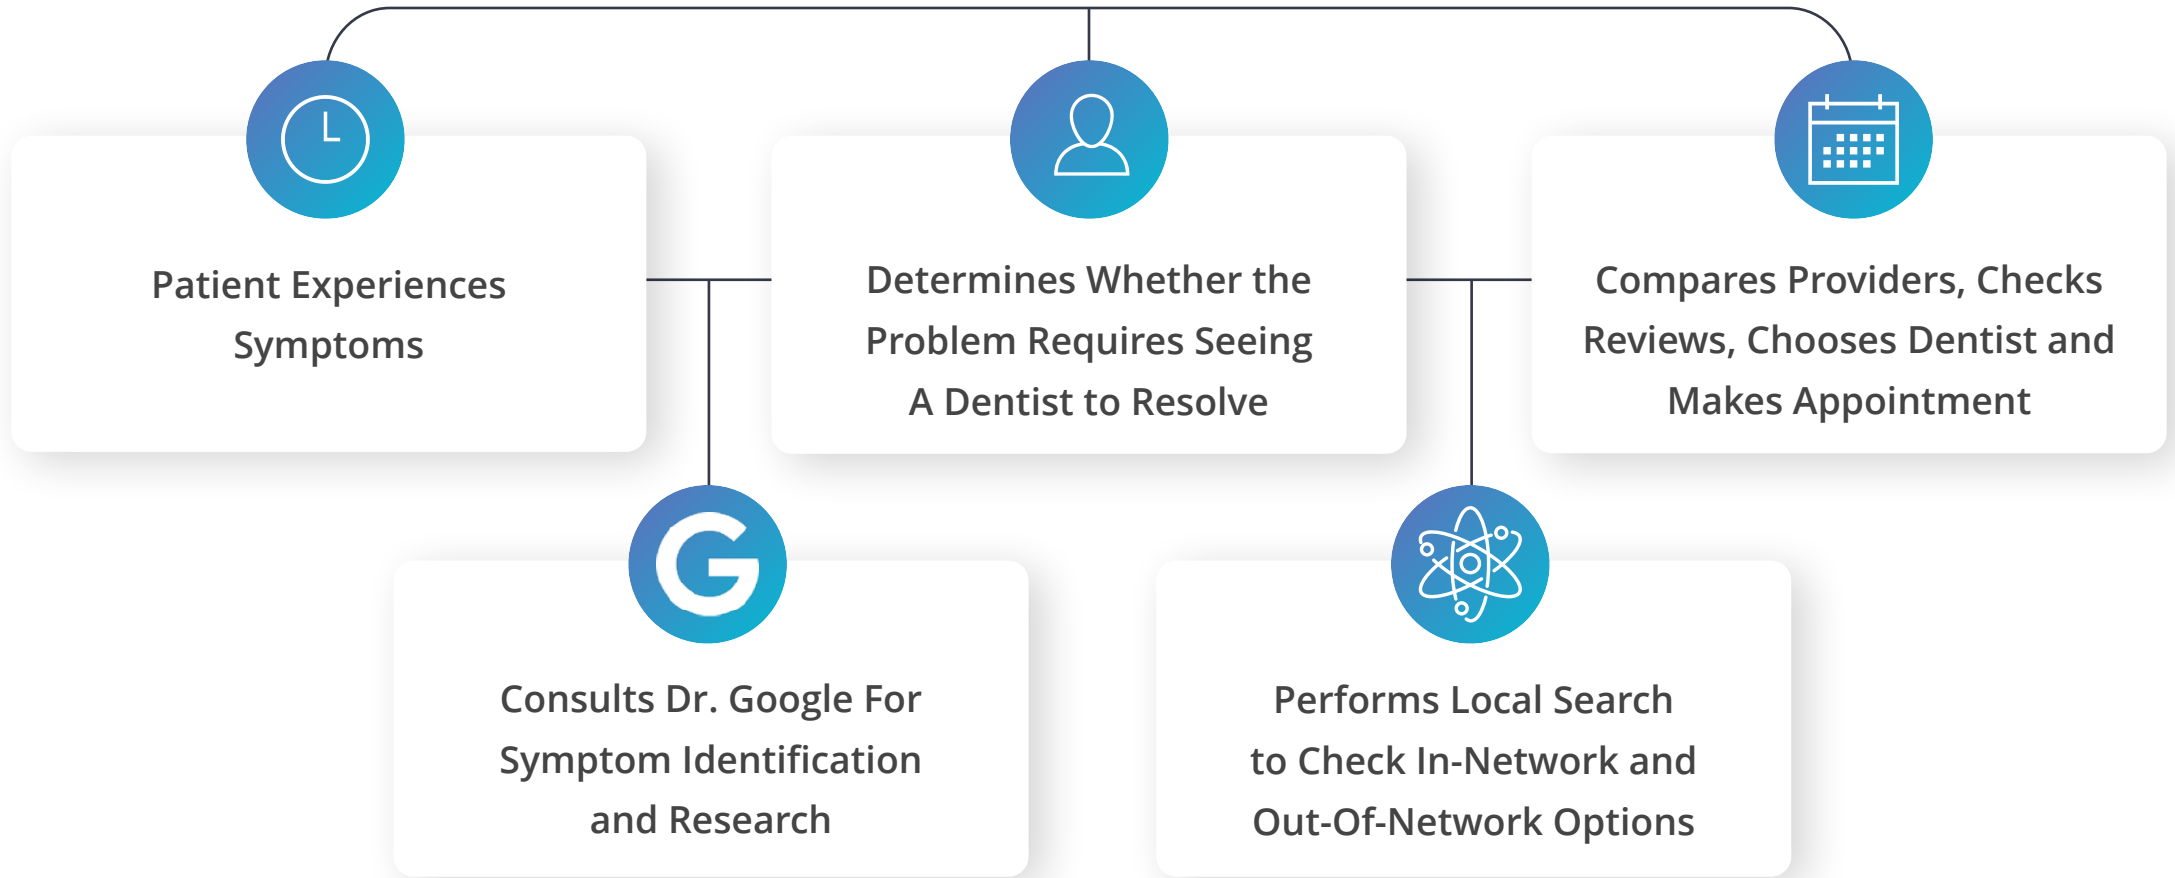 Patient Experiences
Symptoms
Determines Whether the
Problem Requires Seeing
A Dentist to Resolve
Compares Providers, Checks
Reviews, Chooses Dentist and
Makes Appointment
G
Consults Dr. Google For
Symptom Identification
and Research
Performs Local Search
to Check In-Network and
Out-Of-Network Options